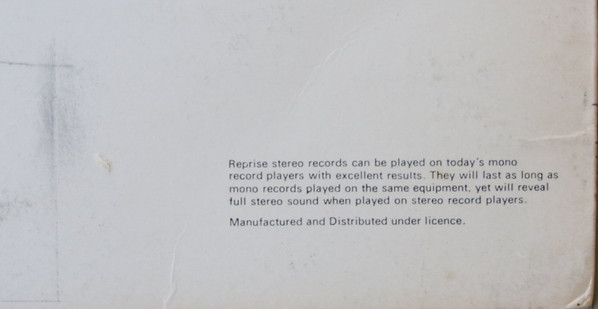 Reprise stereo records can be played on today's mono
record players with excellent results. They will last as long as
mono records played on the same equipment, yet will reveal
full stereo sound when played on stereo record players.
Manufactured and Distributed under licence.